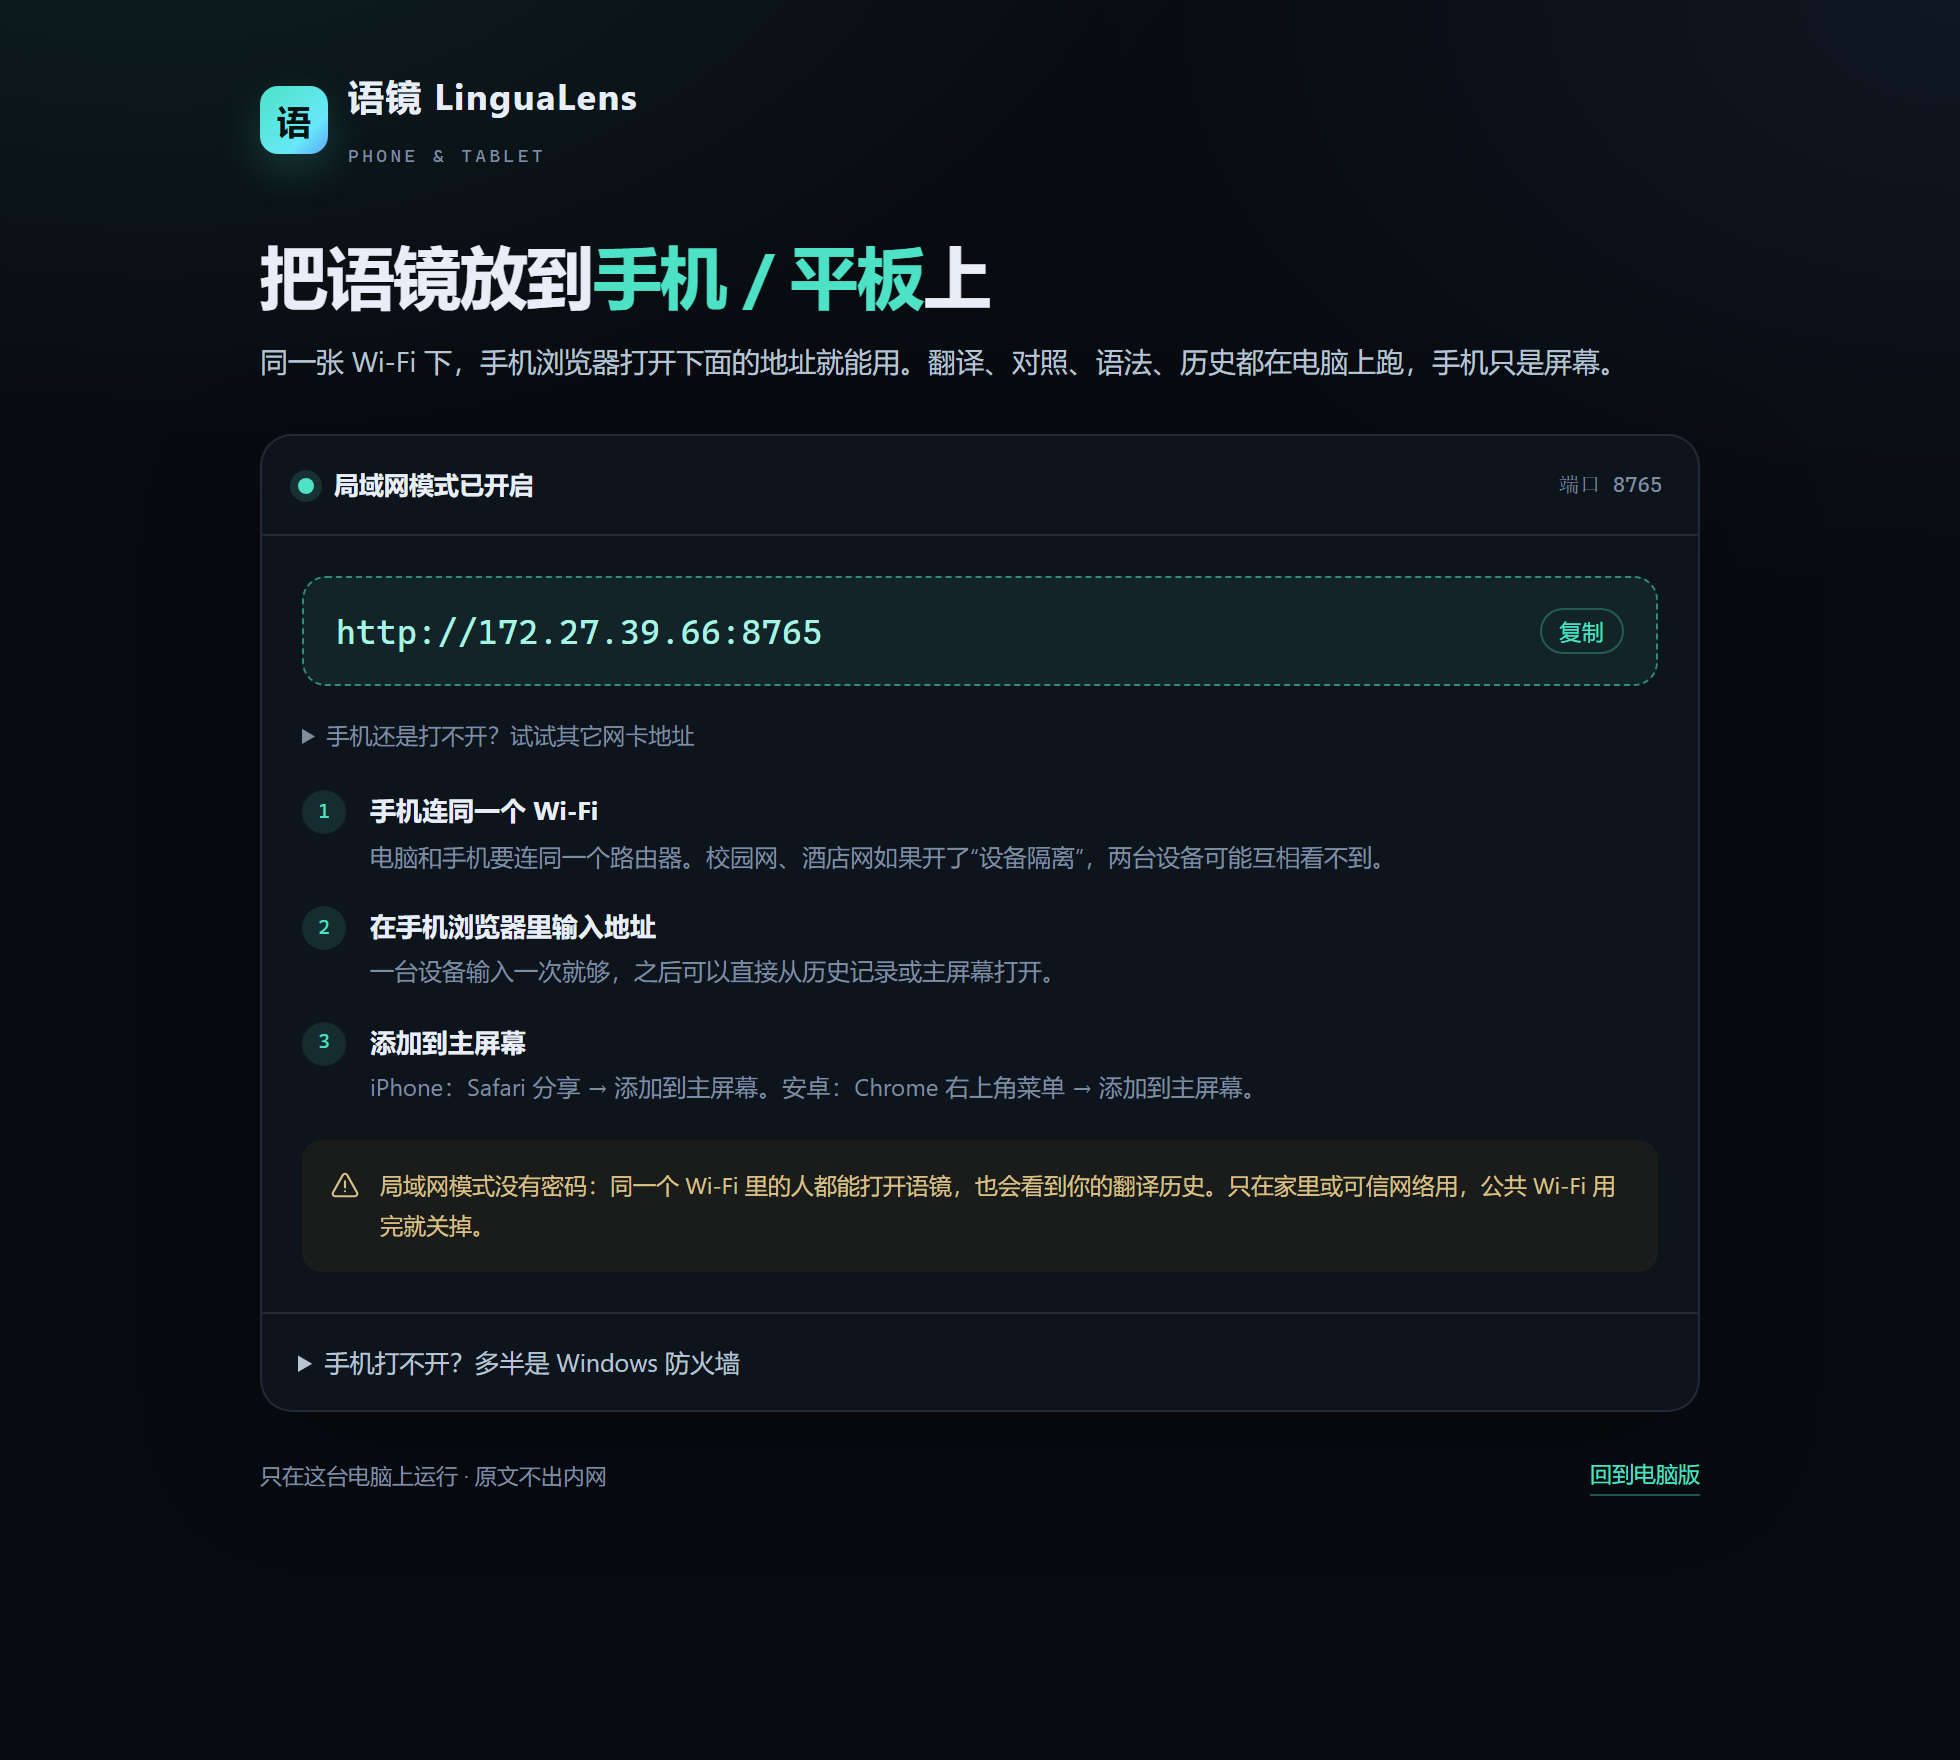 语
语镜 LinguaLens
PHONE & TABLET
把语镜放到手机 / 平板上
同一张 Wi-Fi 下，手机浏览器打开下面的地址就能用。翻译、对照、语法、历史都在电脑上跑，手机只是屏幕。
局域网模式已开启
端口 8765
http://172.27.39.66:8765
复制
手机还是打不开？试试其它网卡地址
1
手机连同一个 Wi-Fi
电脑和手机要连同一个路由器。校园网、酒店网如果开了“设备隔离”，两台设备可能互相看不到。
2
在手机浏览器里输入地址
一台设备输入一次就够，之后可以直接从历史记录或主屏幕打开。
3
添加到主屏幕
iPhone：Safari 分享 → 添加到主屏幕。安卓：Chrome 右上角菜单 → 添加到主屏幕。
局域网模式没有密码：同一个 Wi-Fi 里的人都能打开语镜，也会看到你的翻译历史。只在家里或可信网络用，公共 Wi-Fi 用
完就关掉。
手机打不开？多半是 Windows 防火墙
只在这台电脑上运行 · 原文不出内网
回到电脑版